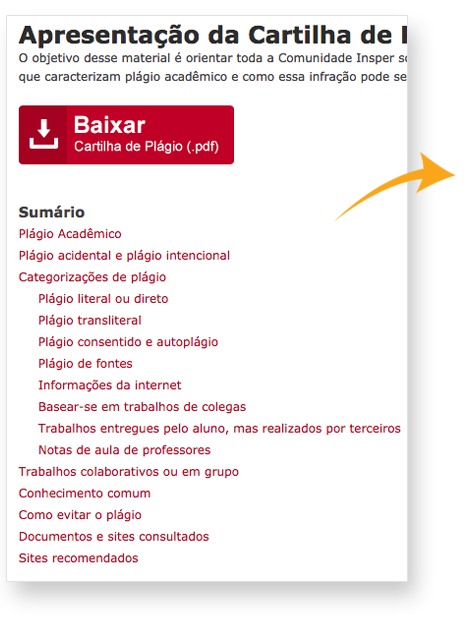 Apresentação da Cartilha de
O objetivo desse material é orientar toda a Comunidade Insper
que caracterizam plágio acadêmico e como essa infração pode
Baixar
Cartilha de Plágio (.pdf)
Sumário
Plágio Acadêmico
Plágio acidental e plágio intencional
Categorizações de plágio
Plágio literal ou direto
Plágio transliteral
Plágio consentido e autoplágio
Plágio de fontes
Informações da internet
Basear-se em trabalhos de colegas
Trabalhos entregues pelo aluno, mas realizados por terceiros
Notas de aula de professores
Trabalhos colaborativos ou em grupo
Conhecimento comum
Como evitar o plágio
Documentos e sites consultados
Sites recomendados